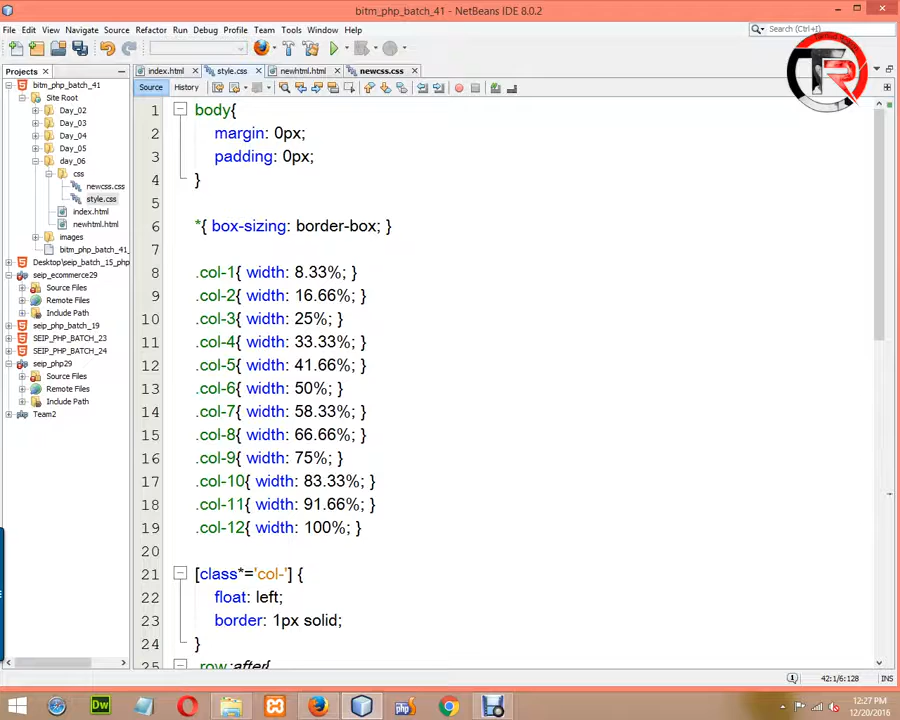 bitm_php_batch_41 - NetBeans IDE 8.0.2
File Edit View Navigate Source Refactor Run Debug Profile Team Tools Window Help
Search (Ctrl+I)
Projects
index.html
style.css
newhtml.html
newcss.css
Source History
bitm_php_batch_41
Site Root
Day_02
Day_03
Day_04
Day_05
day_06
css
newcss.css
style.css
index.html
newhtml.html
images
bitm_php_batch_41_
Desktop\seip_batch_15_php
seip_ecommerce29
Source Files
Remote Files
Include Path
seip_php_batch_19
SEIP_PHP_BATCH_23
SEIP_PHP_BATCH_24
seip_php29
Source Files
Remote Files
Include Path
Team2
1 body{
2 margin: 0px;
3 padding: 0px;
4 }
5
6 *{ box-sizing: border-box; }
7
8 .col-1{ width: 8.33%; }
9 .col-2{ width: 16.66%; }
10 .col-3{ width: 25%; }
11 .col-4{ width: 33.33%; }
12 .col-5{ width: 41.66%; }
13 .col-6{ width: 50%; }
14 .col-7{ width: 58.33%; }
15 .col-8{ width: 66.66%; }
16 .col-9{ width: 75%; }
17 .col-10{ width: 83.33%; }
18 .col-11{ width: 91.66%; }
19 .col-12{ width: 100%; }
20
21 [class*='col-'] {
22 float: left;
23 border: 1px solid;
24 }
25 .row:after{
42:1/6:128 INS
Dw
php
12:27 PM
12/20/2016